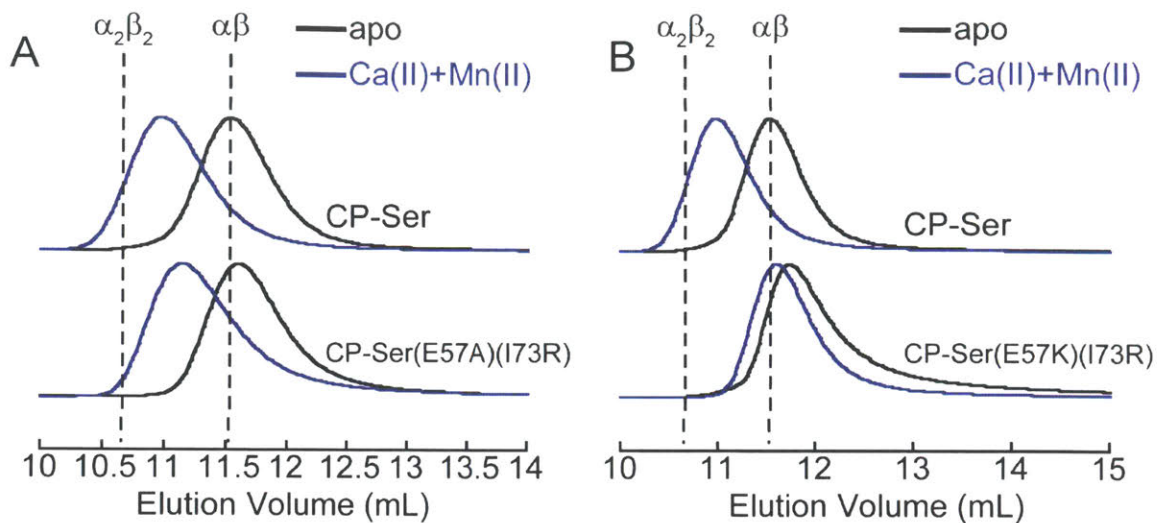 A
α₂β₂ αβ
apo
Ca(II)+Mn(II)
CP-Ser
CP-Ser(E57A)(I73R)
10 10.5 11 11.5 12 12.5 13 13.5 14
Elution Volume (mL)
B
α₂β₂ αβ
apo
Ca(II)+Mn(II)
CP-Ser
CP-Ser(E57K)(I73R)
10 11 12 13 14 15
Elution Volume (mL)